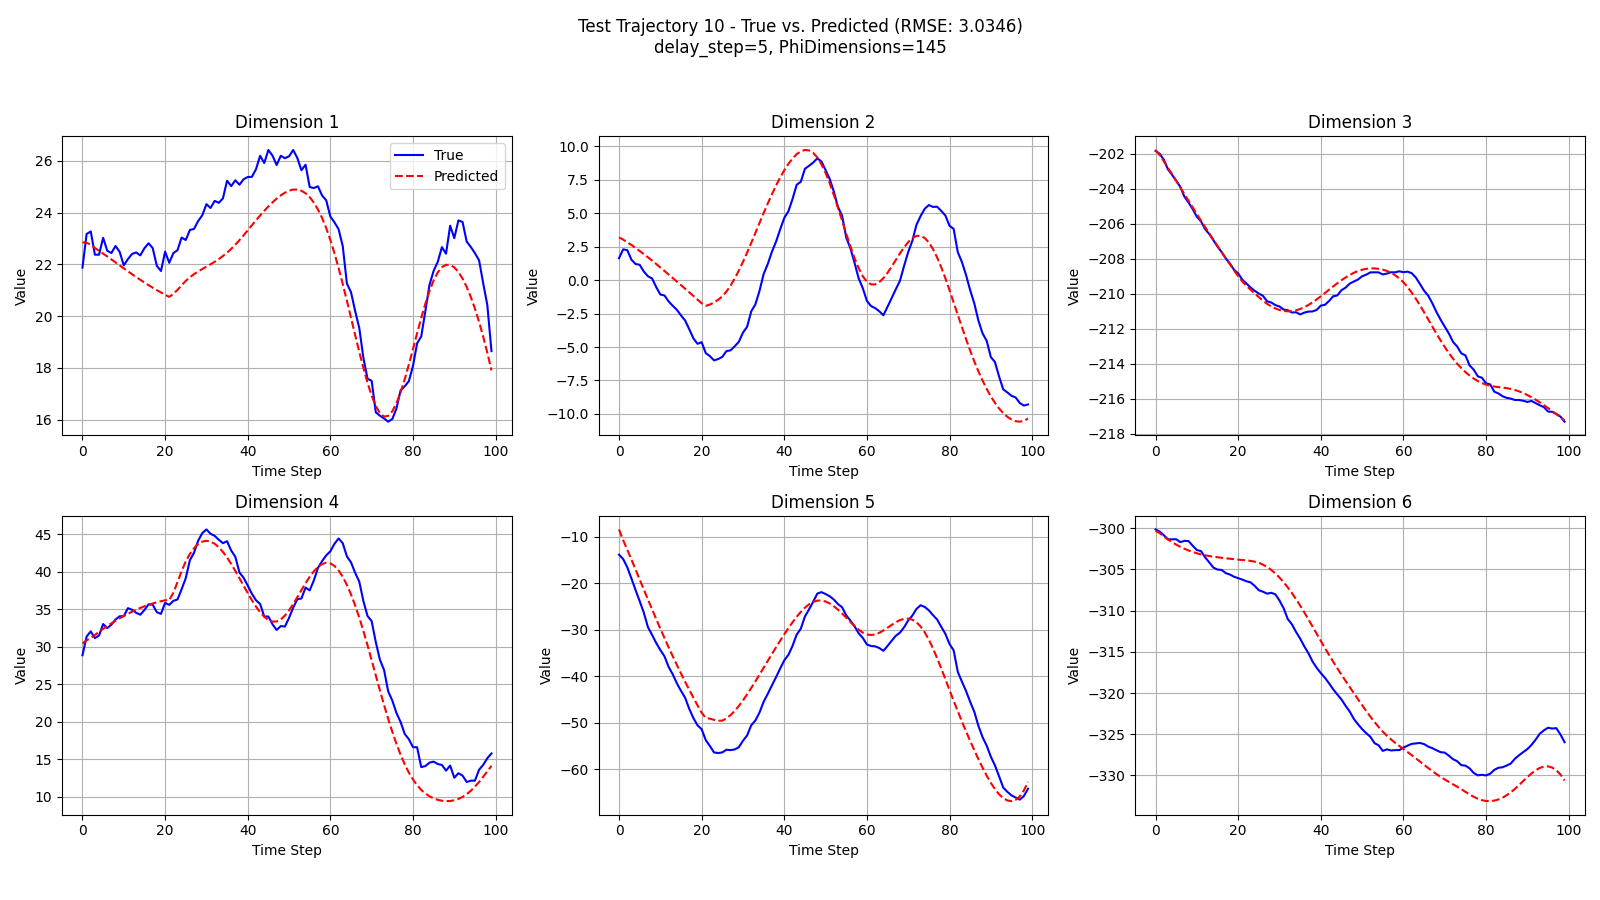 Test Trajectory 10 - True vs. Predicted (RMSE: 3.0346)
delay_step=5, PhiDimensions=145
Dimension 1
Value
26
24
22
20
18
16
0 20 40 60 80 100
Time Step
True
Predicted
Dimension 2
Value
10.0
7.5
5.0
2.5
0.0
−2.5
−5.0
−7.5
−10.0
0 20 40 60 80 100
Time Step
Dimension 3
Value
−202
−204
−206
−208
−210
−212
−214
−216
−218
0 20 40 60 80 100
Time Step
Dimension 4
Value
45
40
35
30
25
20
15
10
0 20 40 60 80 100
Time Step
Dimension 5
Value
−10
−20
−30
−40
−50
−60
0 20 40 60 80 100
Time Step
Dimension 6
Value
−300
−305
−310
−315
−320
−325
−330
0 20 40 60 80 100
Time Step